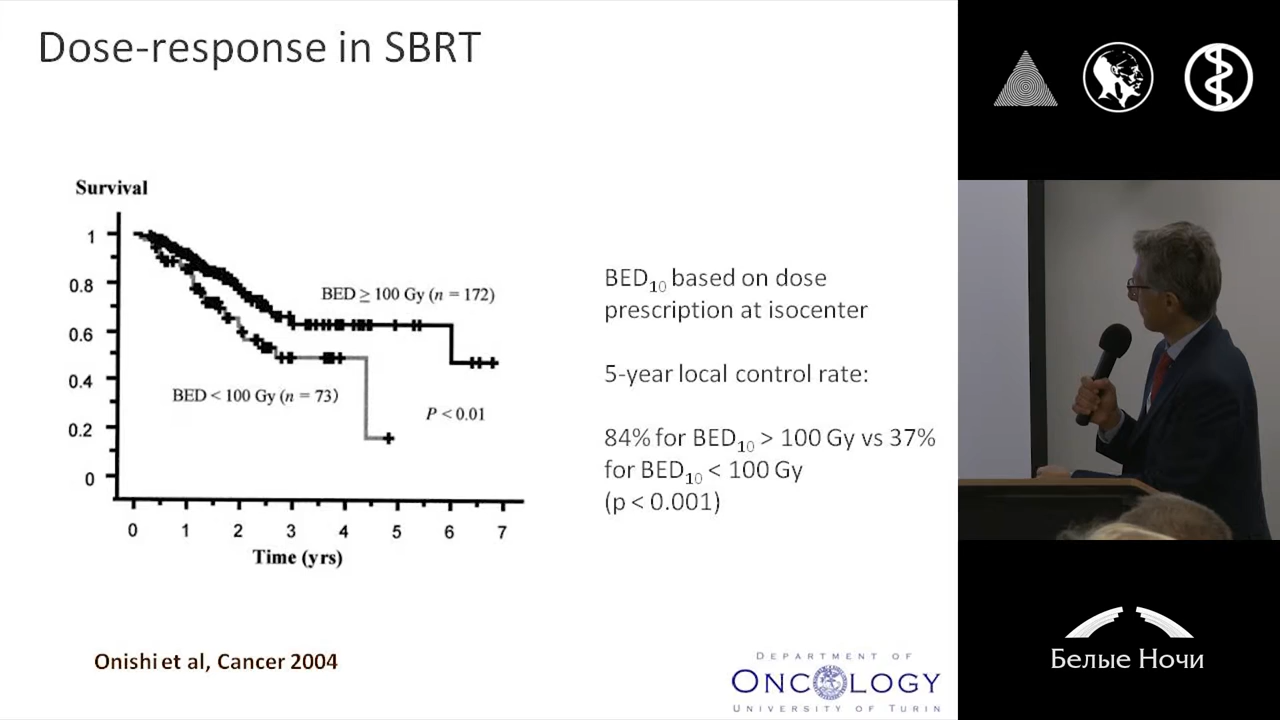 Dose-response in SBRT
Survival
1
0.8
0.6
0.4
0.2
0
BED ≥ 100 Gy (n = 172)
BED < 100 Gy (n = 73)
P < 0.01
0 1 2 3 4 5 6 7
Time (yrs)
BED10 based on dose
prescription at isocenter
5-year local control rate:
84% for BED10 > 100 Gy vs 37%
for BED10 < 100 Gy
(p < 0.001)
Onishi et al, Cancer 2004
DEPARTMENT OF
ONCOLOGY
UNIVERSITY OF TURIN
Белые Ночи